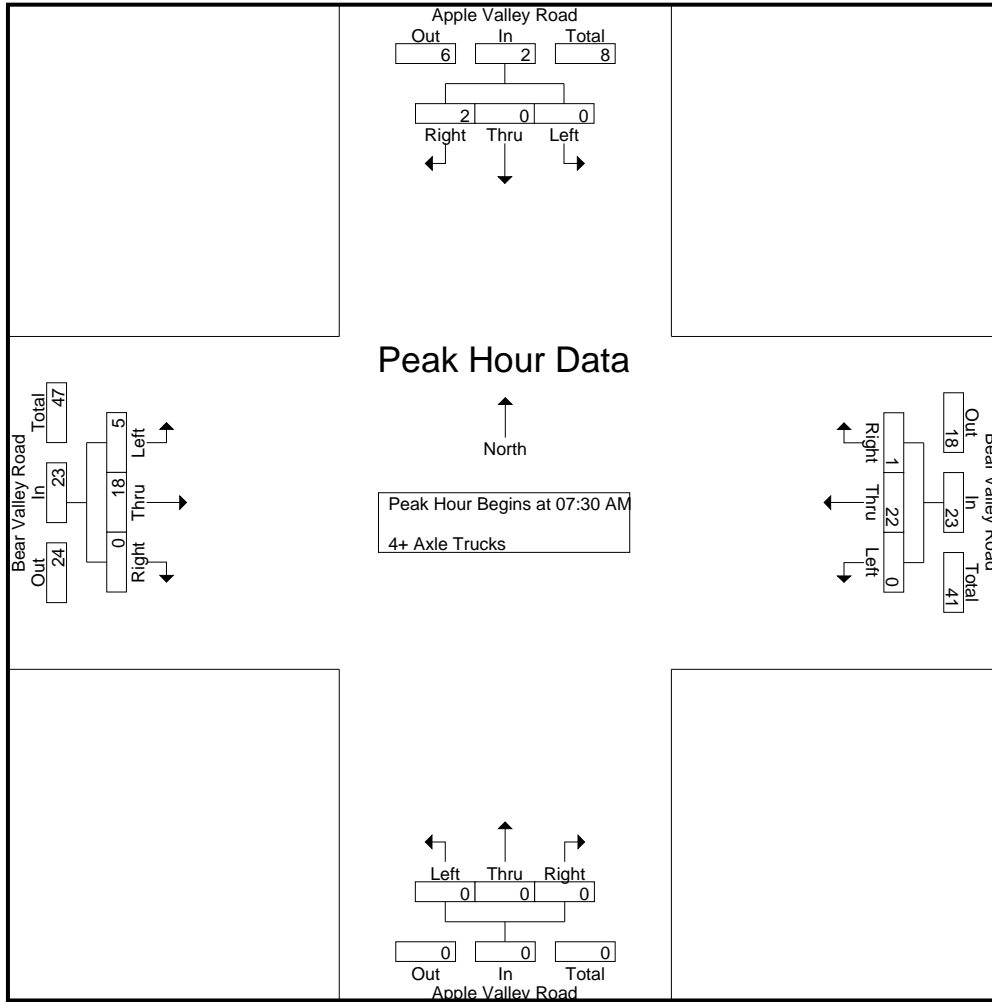 Apple Valley Road
Out In Total
6 2 8
2 0 0
Right Thru Left
Peak Hour Data
North
Peak Hour Begins at 07:30 AM
4+ Axle Trucks
Bear Valley Road
Out In Total
24 23 47
5 18 0
Left Thru Right
Bear Valley Road
Out In Total
18 23 41
1 22 0
Right Thru Left
Left Thru Right
0 0 0
0 0 0
Out In Total
Apple Valley Road